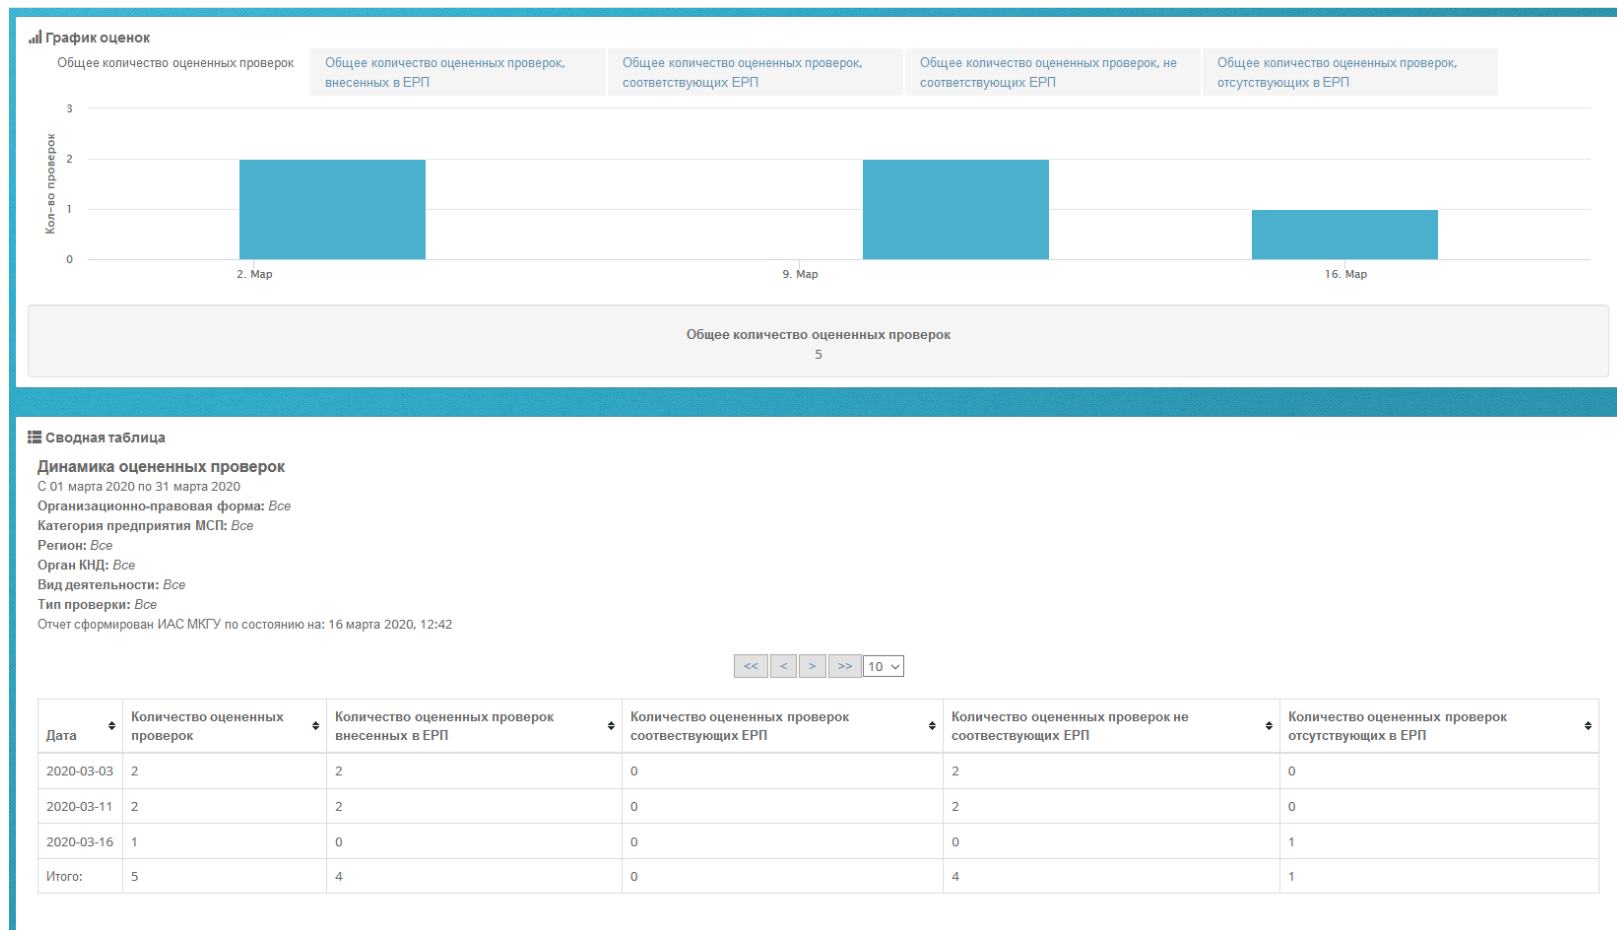 График оценок
Общее количество оцененных проверок
Общее количество оцененных проверок,
внесенных в ЕРП
Общее количество оцененных проверок,
соответствующих ЕРП
Общее количество оцененных проверок, не
соответствующих ЕРП
Общее количество оцененных проверок,
отсутствующих в ЕРП
Кол-во проверок
3
2
1
0
2. Мар
9. Мар
16. Мар
Общее количество оцененных проверок
5
Сводная таблица
Динамика оцененных проверок
С 01 марта 2020 по 31 марта 2020
Организационно-правовая форма: Все
Категория предприятия МСП: Все
Регион: Все
Орган КНД: Все
Вид деятельности: Все
Тип проверки: Все
Отчет сформирован ИАС МКГУ по состоянию на: 16 марта 2020, 12:42
<< < > >> 10
Дата
Количество оцененных
проверок
Количество оцененных проверок
внесенных в ЕРП
Количество оцененных проверок
соотвествующих ЕРП
Количество оцененных проверок не
соотвествующих ЕРП
Количество оцененных проверок
отсутствующих в ЕРП
2020-03-03 2 2 0 2 0
2020-03-11 2 2 0 2 0
2020-03-16 1 0 0 0 1
Итого: 5 4 0 4 1